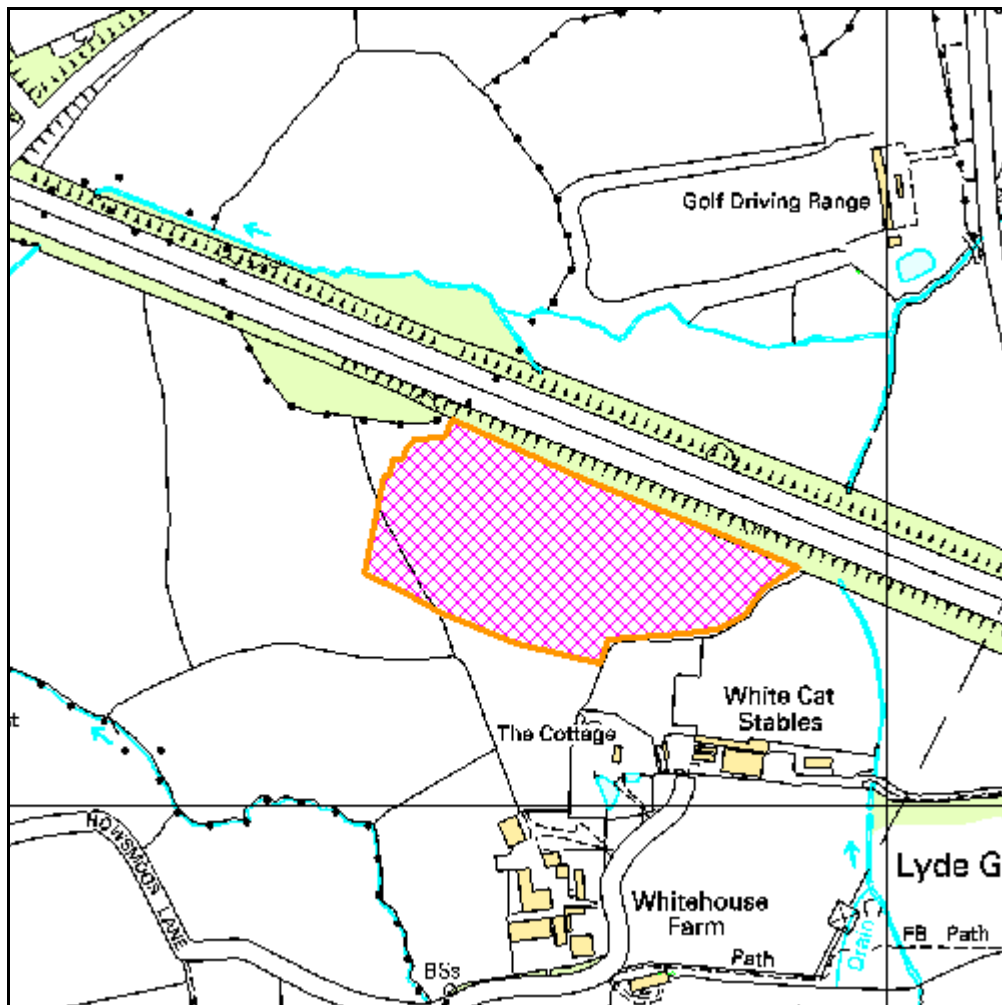 Golf Driving Range
White Cat
Stables
The Cottage
t
HOWSMOOR LANE
Lyde G
Whitehouse
Farm
FB Path
Path
Drain
BSs